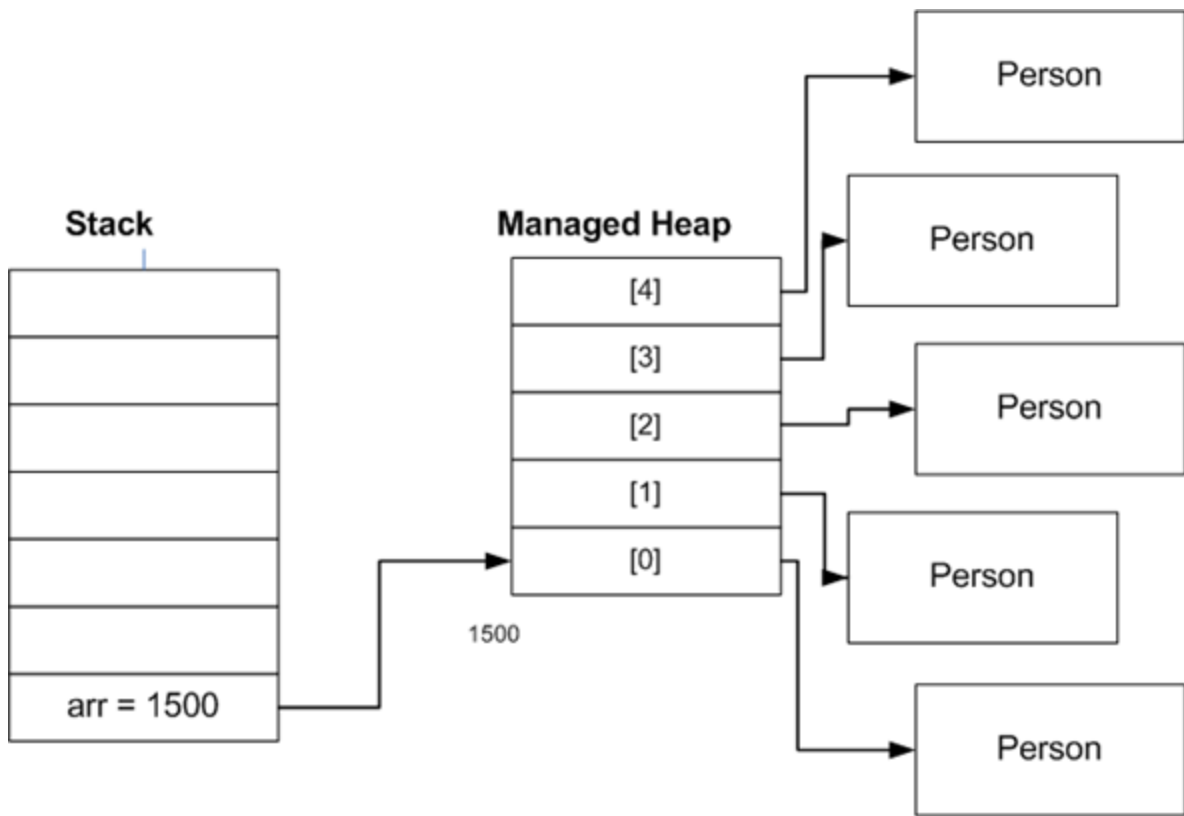 Stack
arr = 1500
Managed Heap
[4]
[3]
[2]
[1]
[0]
1500
Person
Person
Person
Person
Person